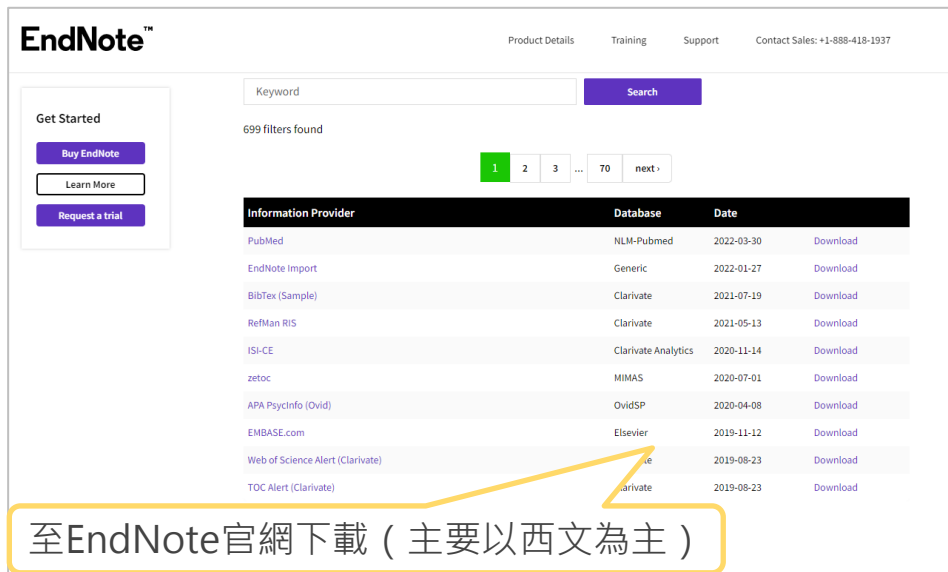 EndNote™
Product Details Training Support Contact Sales: +1-888-418-1937
Get Started
Buy EndNote
Learn More
Request a trial
Keyword Search
699 filters found
1 2 3 ... 70 next ›
Information Provider Database Date
PubMed NLM-Pubmed 2022-03-30 Download
EndNote Import Generic 2022-01-27 Download
BibTex (Sample) Clarivate 2021-07-19 Download
RefMan RIS Clarivate 2021-05-13 Download
ISI-CE Clarivate Analytics 2020-11-14 Download
zetoc MIMAS 2020-07-01 Download
APA PsycInfo (Ovid) OvidSP 2020-04-08 Download
EMBASE.com Elsevier 2019-11-12 Download
Web of Science Alert (Clarivate) 2019-08-23 Download
TOC Alert (Clarivate) 2019-08-23 Download
至EndNote官網下載（主要以西文為主）